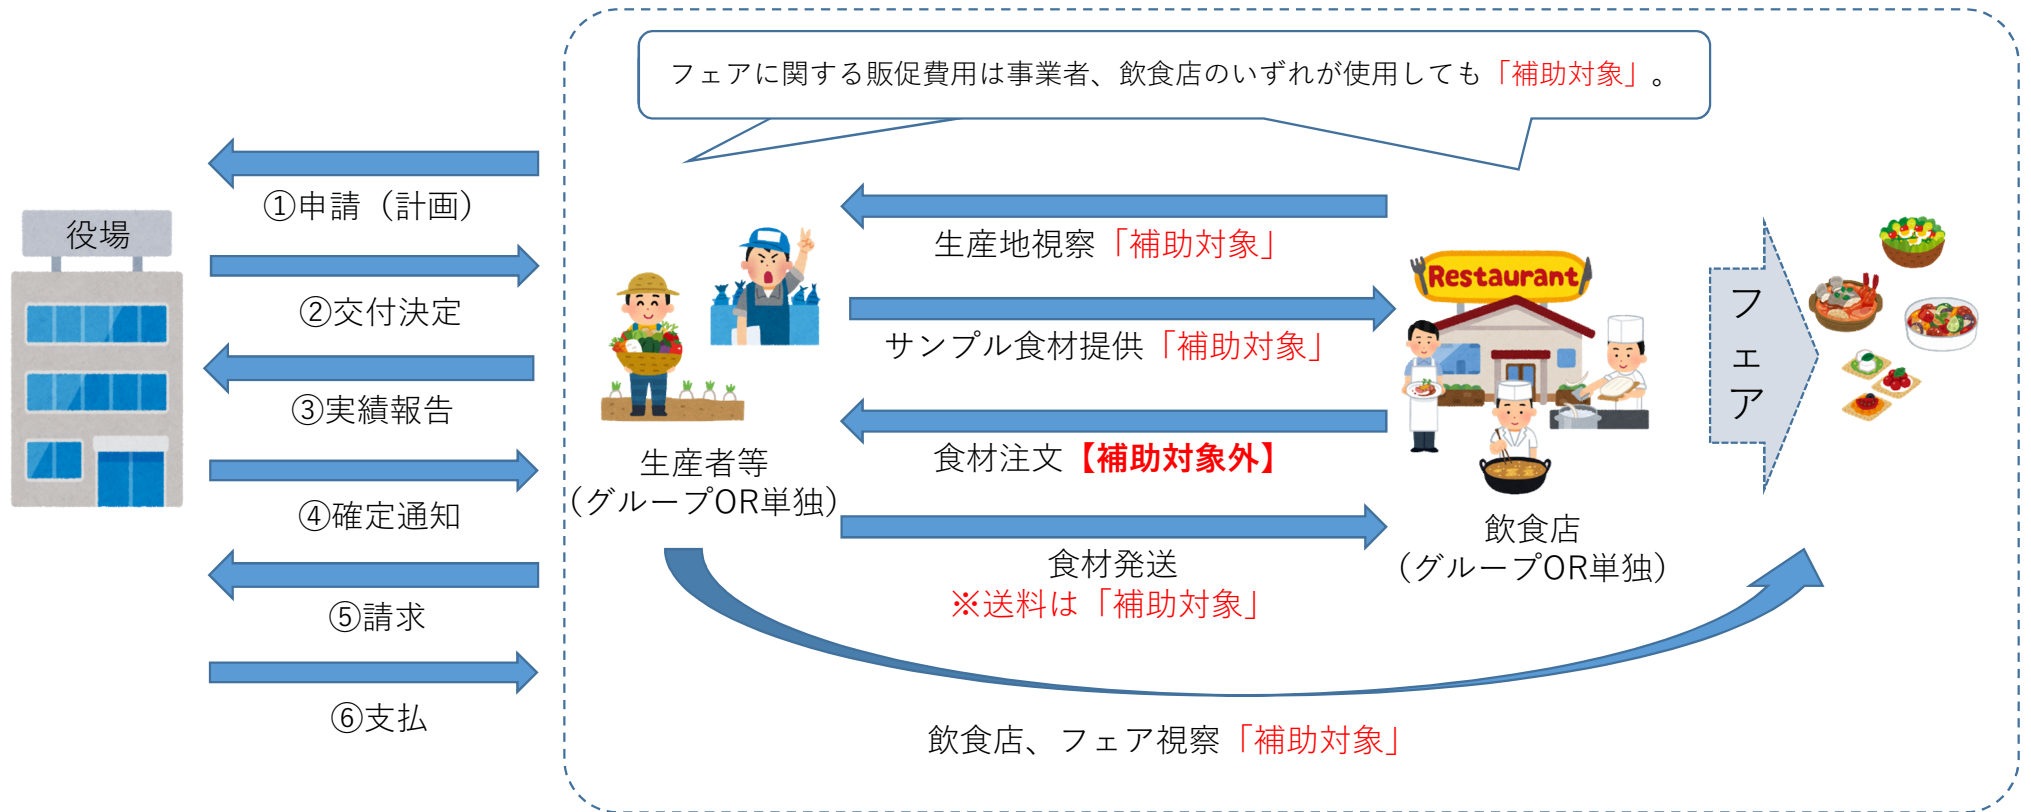 フェアに関する販促費用は事業者、飲食店のいずれが使用しても「補助対象」。
役場
①申請（計画）
②交付決定
③実績報告
④確定通知
⑤請求
⑥支払
生産者等
（グループOR単独）
生産地視察「補助対象」
サンプル食材提供「補助対象」
食材注文【補助対象外】
食材発送
※送料は「補助対象」
Restaurant
飲食店
（グループOR単独）
フェア
飲食店、フェア視察「補助対象」